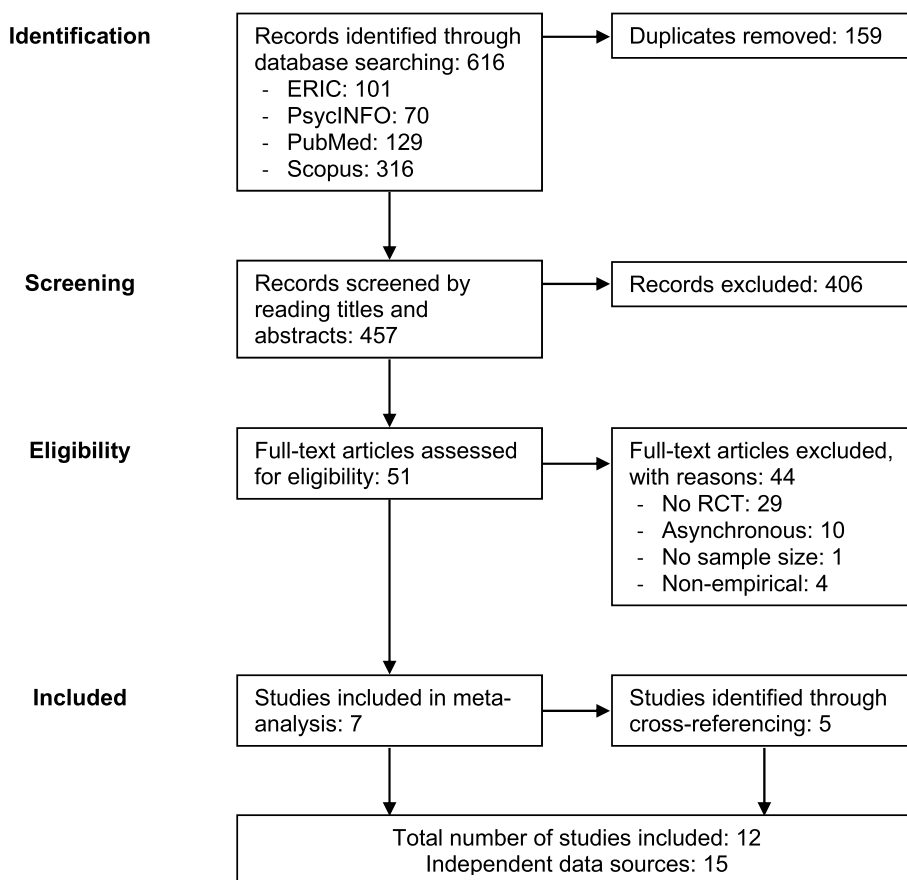 Identification
Records identified through
database searching: 616
- ERIC: 101
- PsycINFO: 70
- PubMed: 129
- Scopus: 316
Duplicates removed: 159
Screening
Records screened by
reading titles and
abstracts: 457
Records excluded: 406
Eligibility
Full-text articles assessed
for eligibility: 51
Full-text articles excluded,
with reasons: 44
- No RCT: 29
- Asynchronous: 10
- No sample size: 1
- Non-empirical: 4
Included
Studies included in meta-
analysis: 7
Studies identified through
cross-referencing: 5
Total number of studies included: 12
Independent data sources: 15